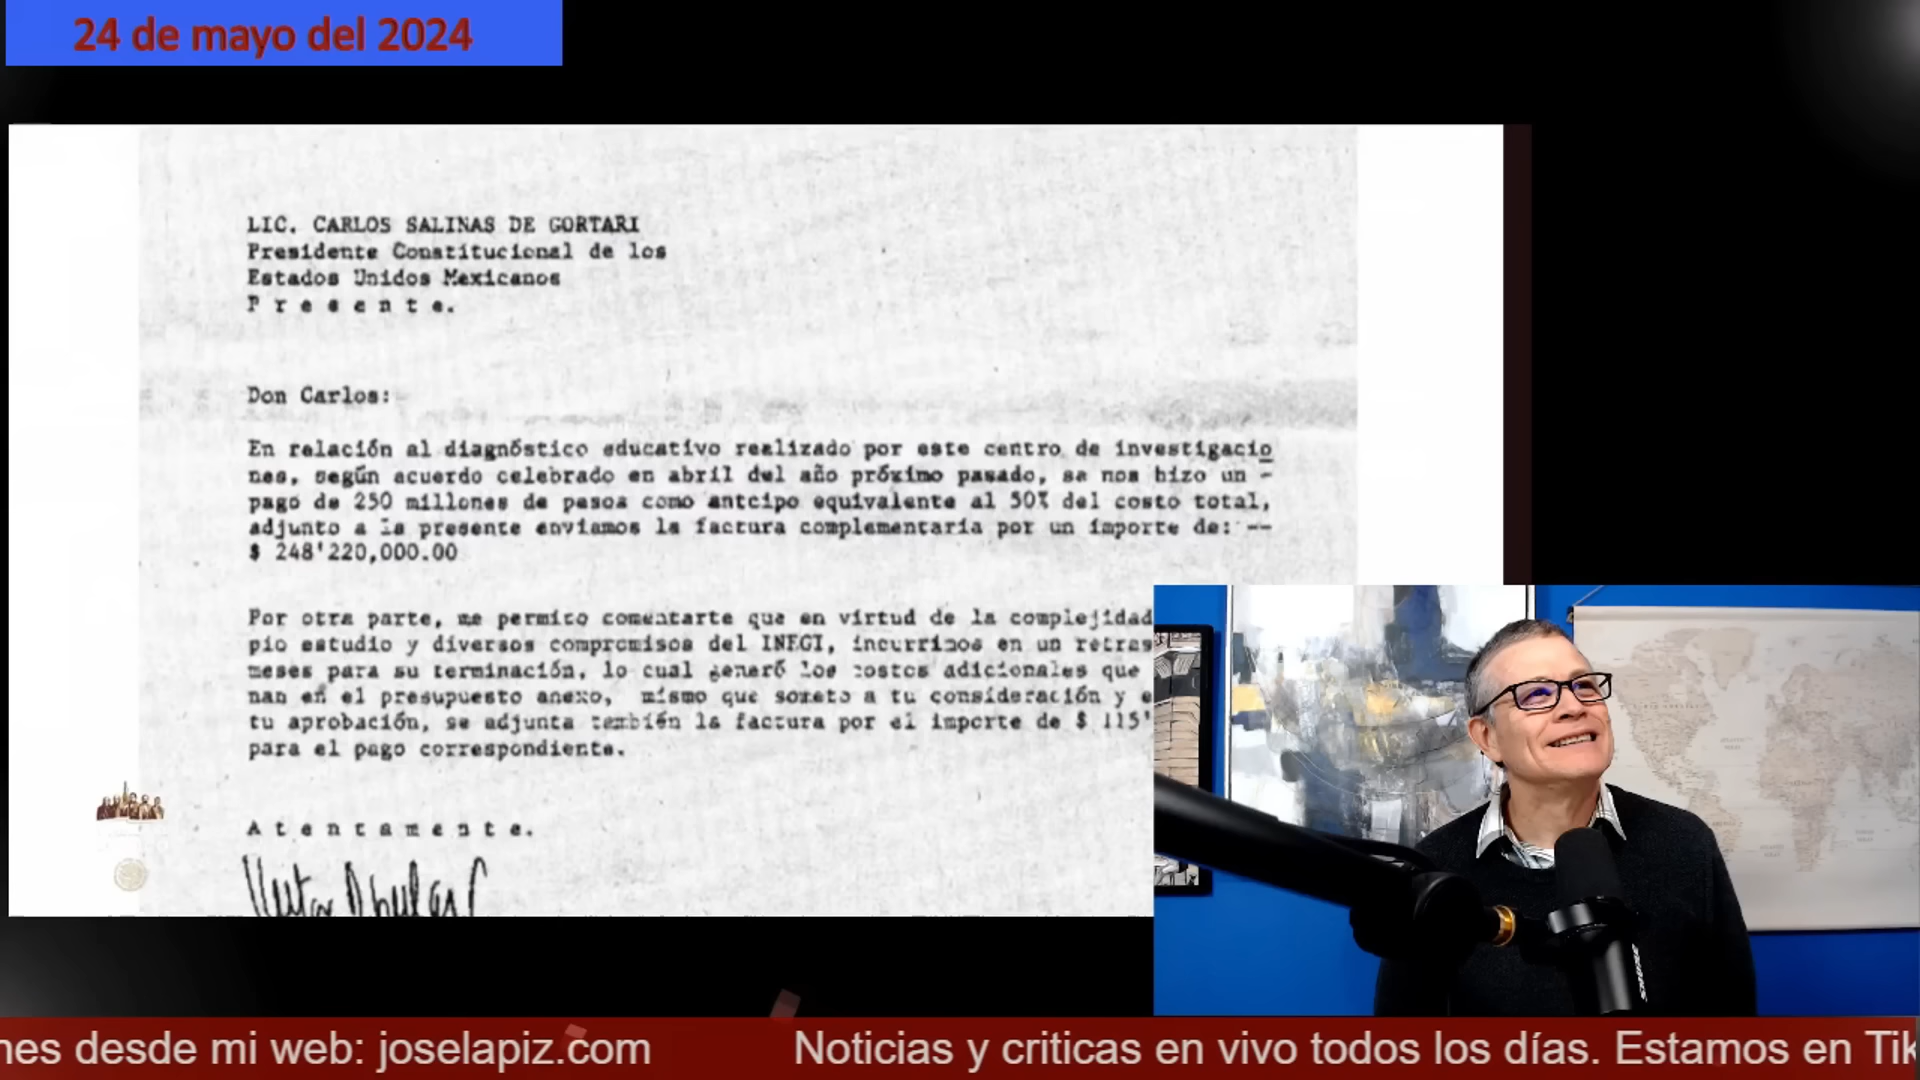 24 de mayo del 2024
LIC. CARLOS SALINAS DE GORTARI
Presidente Constitucional de los
Estados Unidos Mexicanos
P r e s e n t e.
Don Carlos:
En relación al diagnóstico educativo realizado por este centro de investigacio
nes, según acuerdo celebrado en abril del año próximo pasado, se nos hizo un -
pago de 250 millones de pesos como antcipo equivalente al 50% del costo total,
adjunto a la presente enviamos la factura complementaria por un importe de: --
$ 248'220,000.00
Por otra parte, me permito comentarte que en virtud de la complejidad
pio estudio y diversos compromisos del INEGI, incurrimos en un retras
meses para su terminación, lo cual generó los costos adicionales que
nan en el presupuesto anexo, mismo que someto a tu consideración y e
tu aprobación, se adjunta también la factura por el importe de $ 115'
para el pago correspondiente.
A t e n t a m e n t e.
nes desde mi web: joselapiz.com Noticias y criticas en vivo todos los días. Estamos en Tik